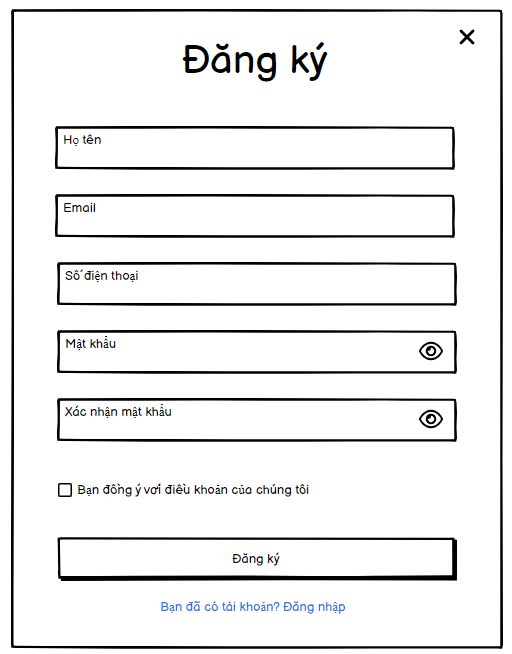 Đăng ký
Họ tên
Email
Số điện thoại
Mật khẩu
Xác nhận mật khẩu
Bạn đồng ý với điều khoản của chúng tôi
Đăng ký
Bạn đã có tài khoản? Đăng nhập